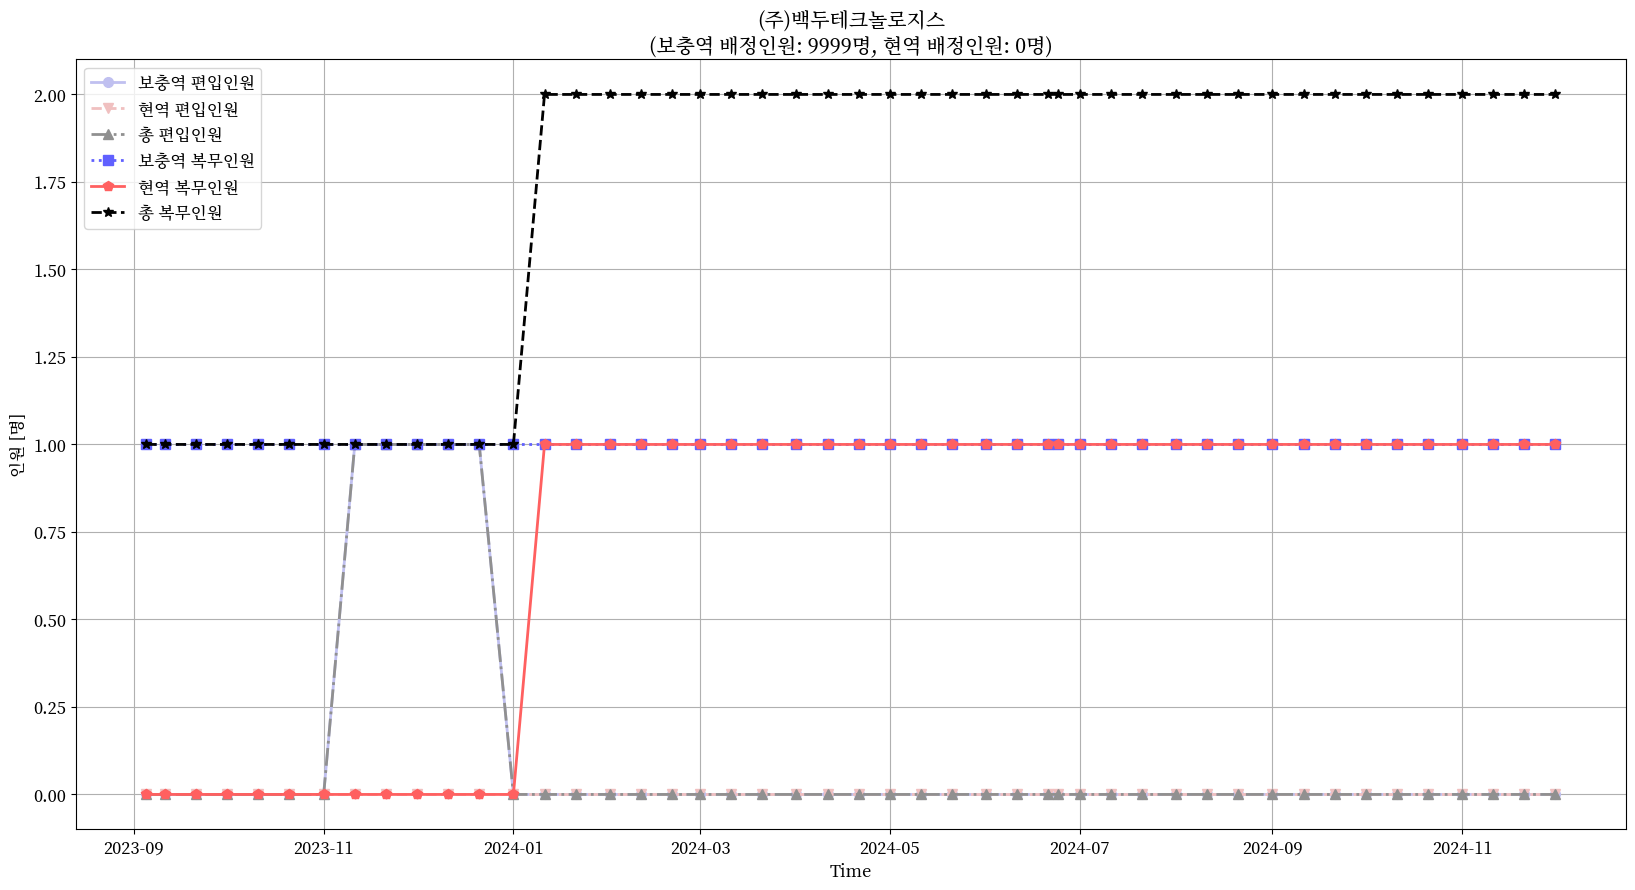 (주)백두테크놀로지스
(보충역 배정인원: 9999명, 현역 배정인원: 0명)
보충역 편입인원
현역 편입인원
총 편입인원
보충역 복무인원
현역 복무인원
총 복무인원
인원 [명]
2.00
1.75
1.50
1.25
1.00
0.75
0.50
0.25
0.00
2023-09 2023-11 2024-01 2024-03 2024-05 2024-07 2024-09 2024-11
Time